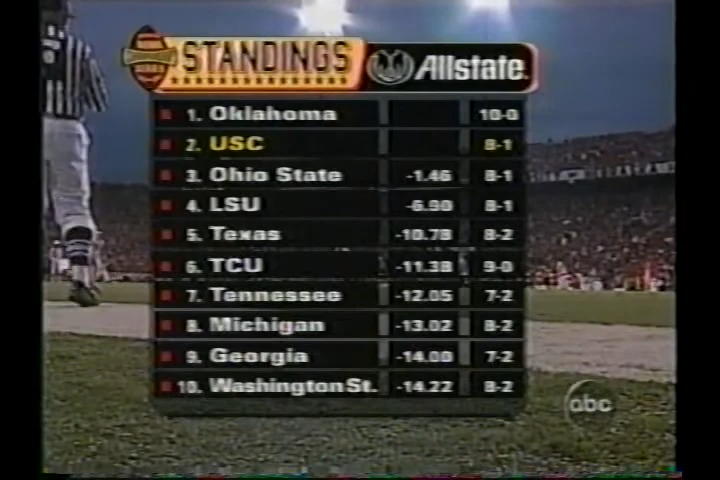 STANDINGS Allstate.
1. Oklahoma 10-0
2. USC 8-1
3. Ohio State -1.46 8-1
4. LSU -6.90 8-1
5. Texas -10.78 8-2
6. TCU -11.38 9-0
7. Tennessee -12.05 7-2
8. Michigan -13.02 8-2
9. Georgia -14.00 7-2
10. Washington St. -14.22 8-2
abc